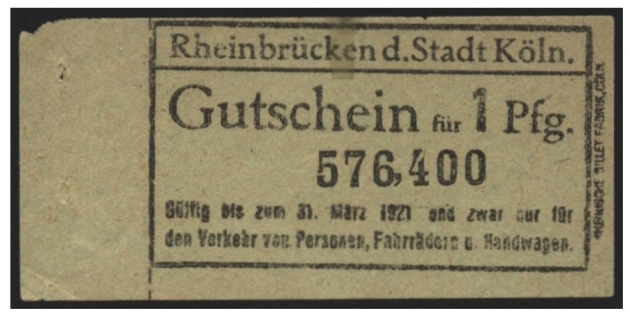 Rheinbrücken d. Stadt Köln.
Gutschein für 1 Pfg.
576,400
Gültig bis zum 31. März 1921 und zwar nur für
den Verkehr von Personen, Fahrrädern u. Handwagen.
RHEINISCHE BILLET FABRIK, CÖLN.